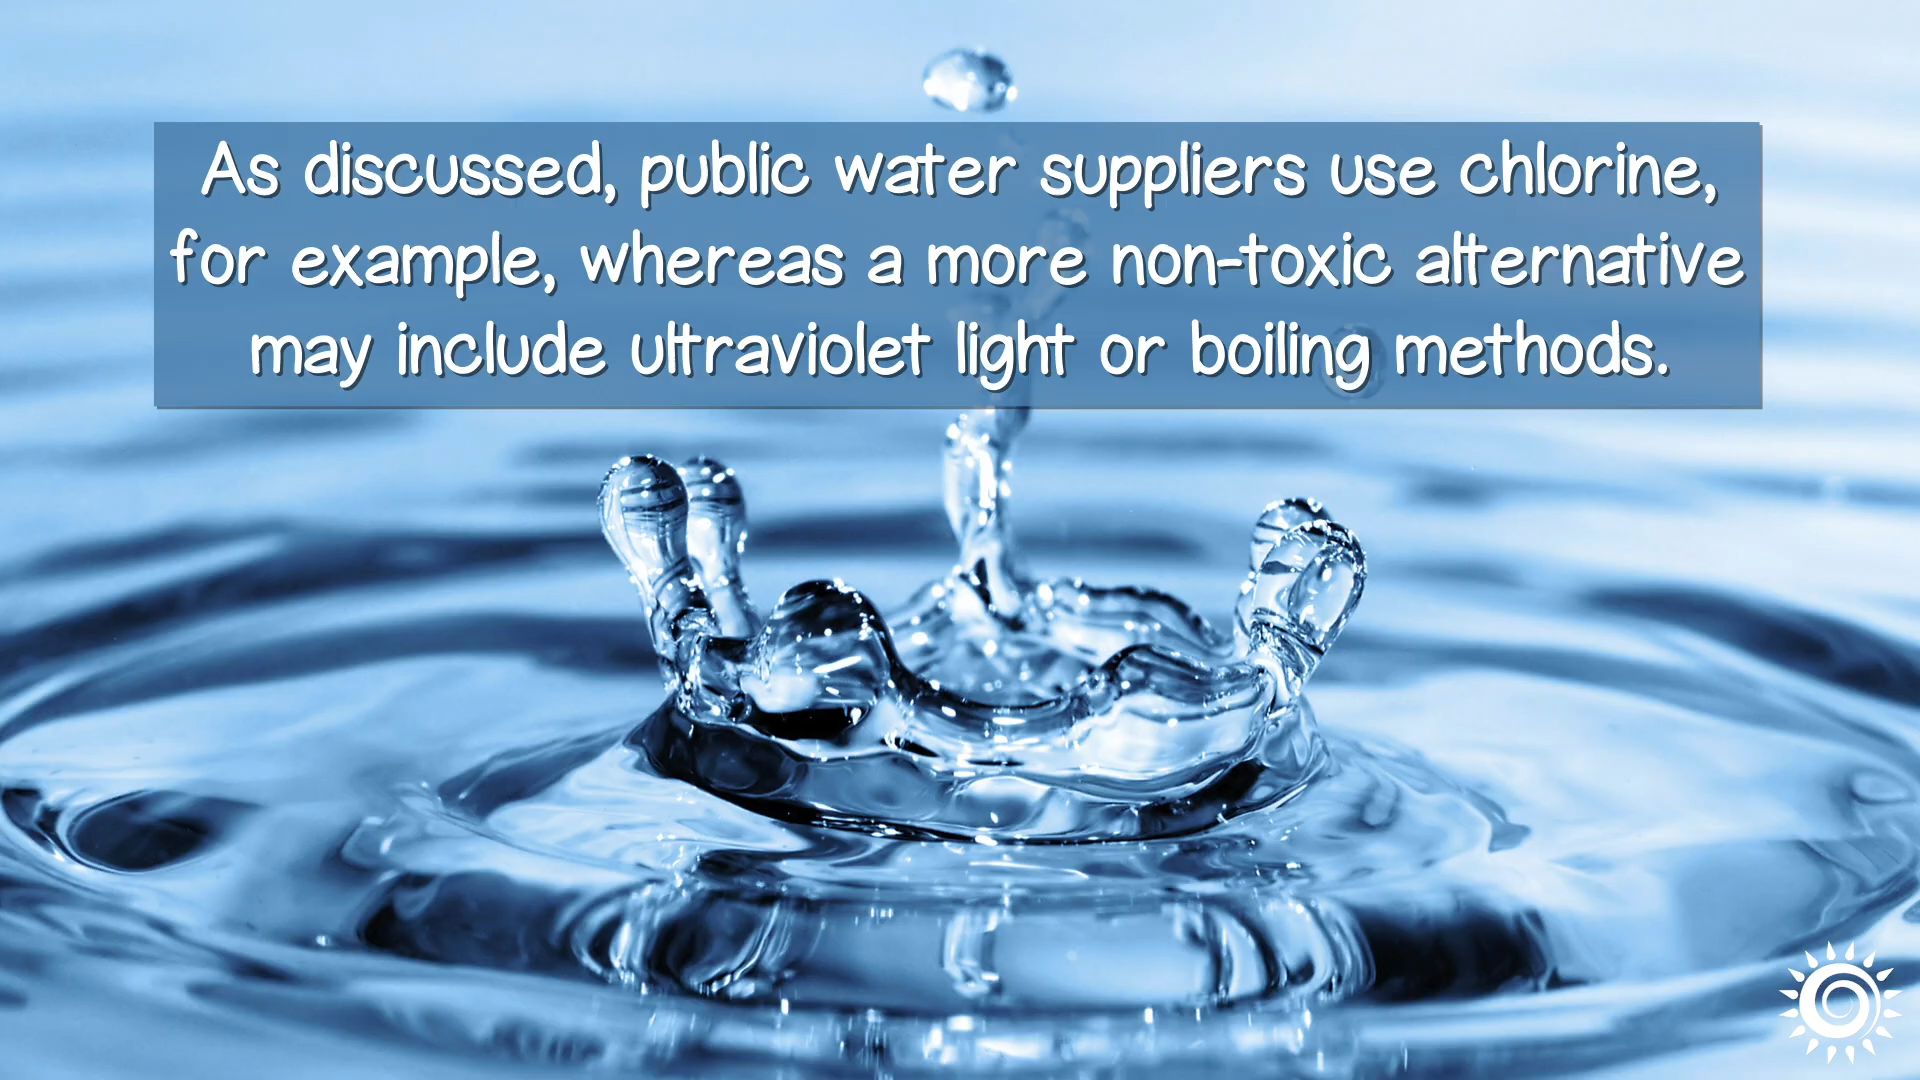 As discussed, public water suppliers use chlorine,
for example, whereas a more non-toxic alternative
may include ultraviolet light or boiling methods.